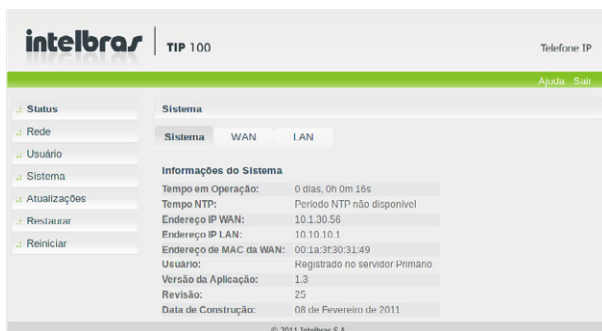 intelbras TIP 100
Telefone IP
Ajuda Sair
.: Status
.: Rede
.: Usuário
.: Sistema
.: Atualizações
.: Restaurar
.: Reiniciar
Sistema
Sistema WAN LAN
Informações do Sistema
Tempo em Operação: 0 dias, 0h 0m 16s
Tempo NTP: Período NTP não disponível
Endereço IP WAN: 10.1.30.56
Endereço IP LAN: 10.10.10.1
Endereço de MAC da WAN: 00:1a:3f:30:31:49
Usuário: Registrado no servidor Primário
Versão da Aplicação: 1.3
Revisão: 25
Data de Construção: 08 de Fevereiro de 2011
© 2011 Intelbras S.A.